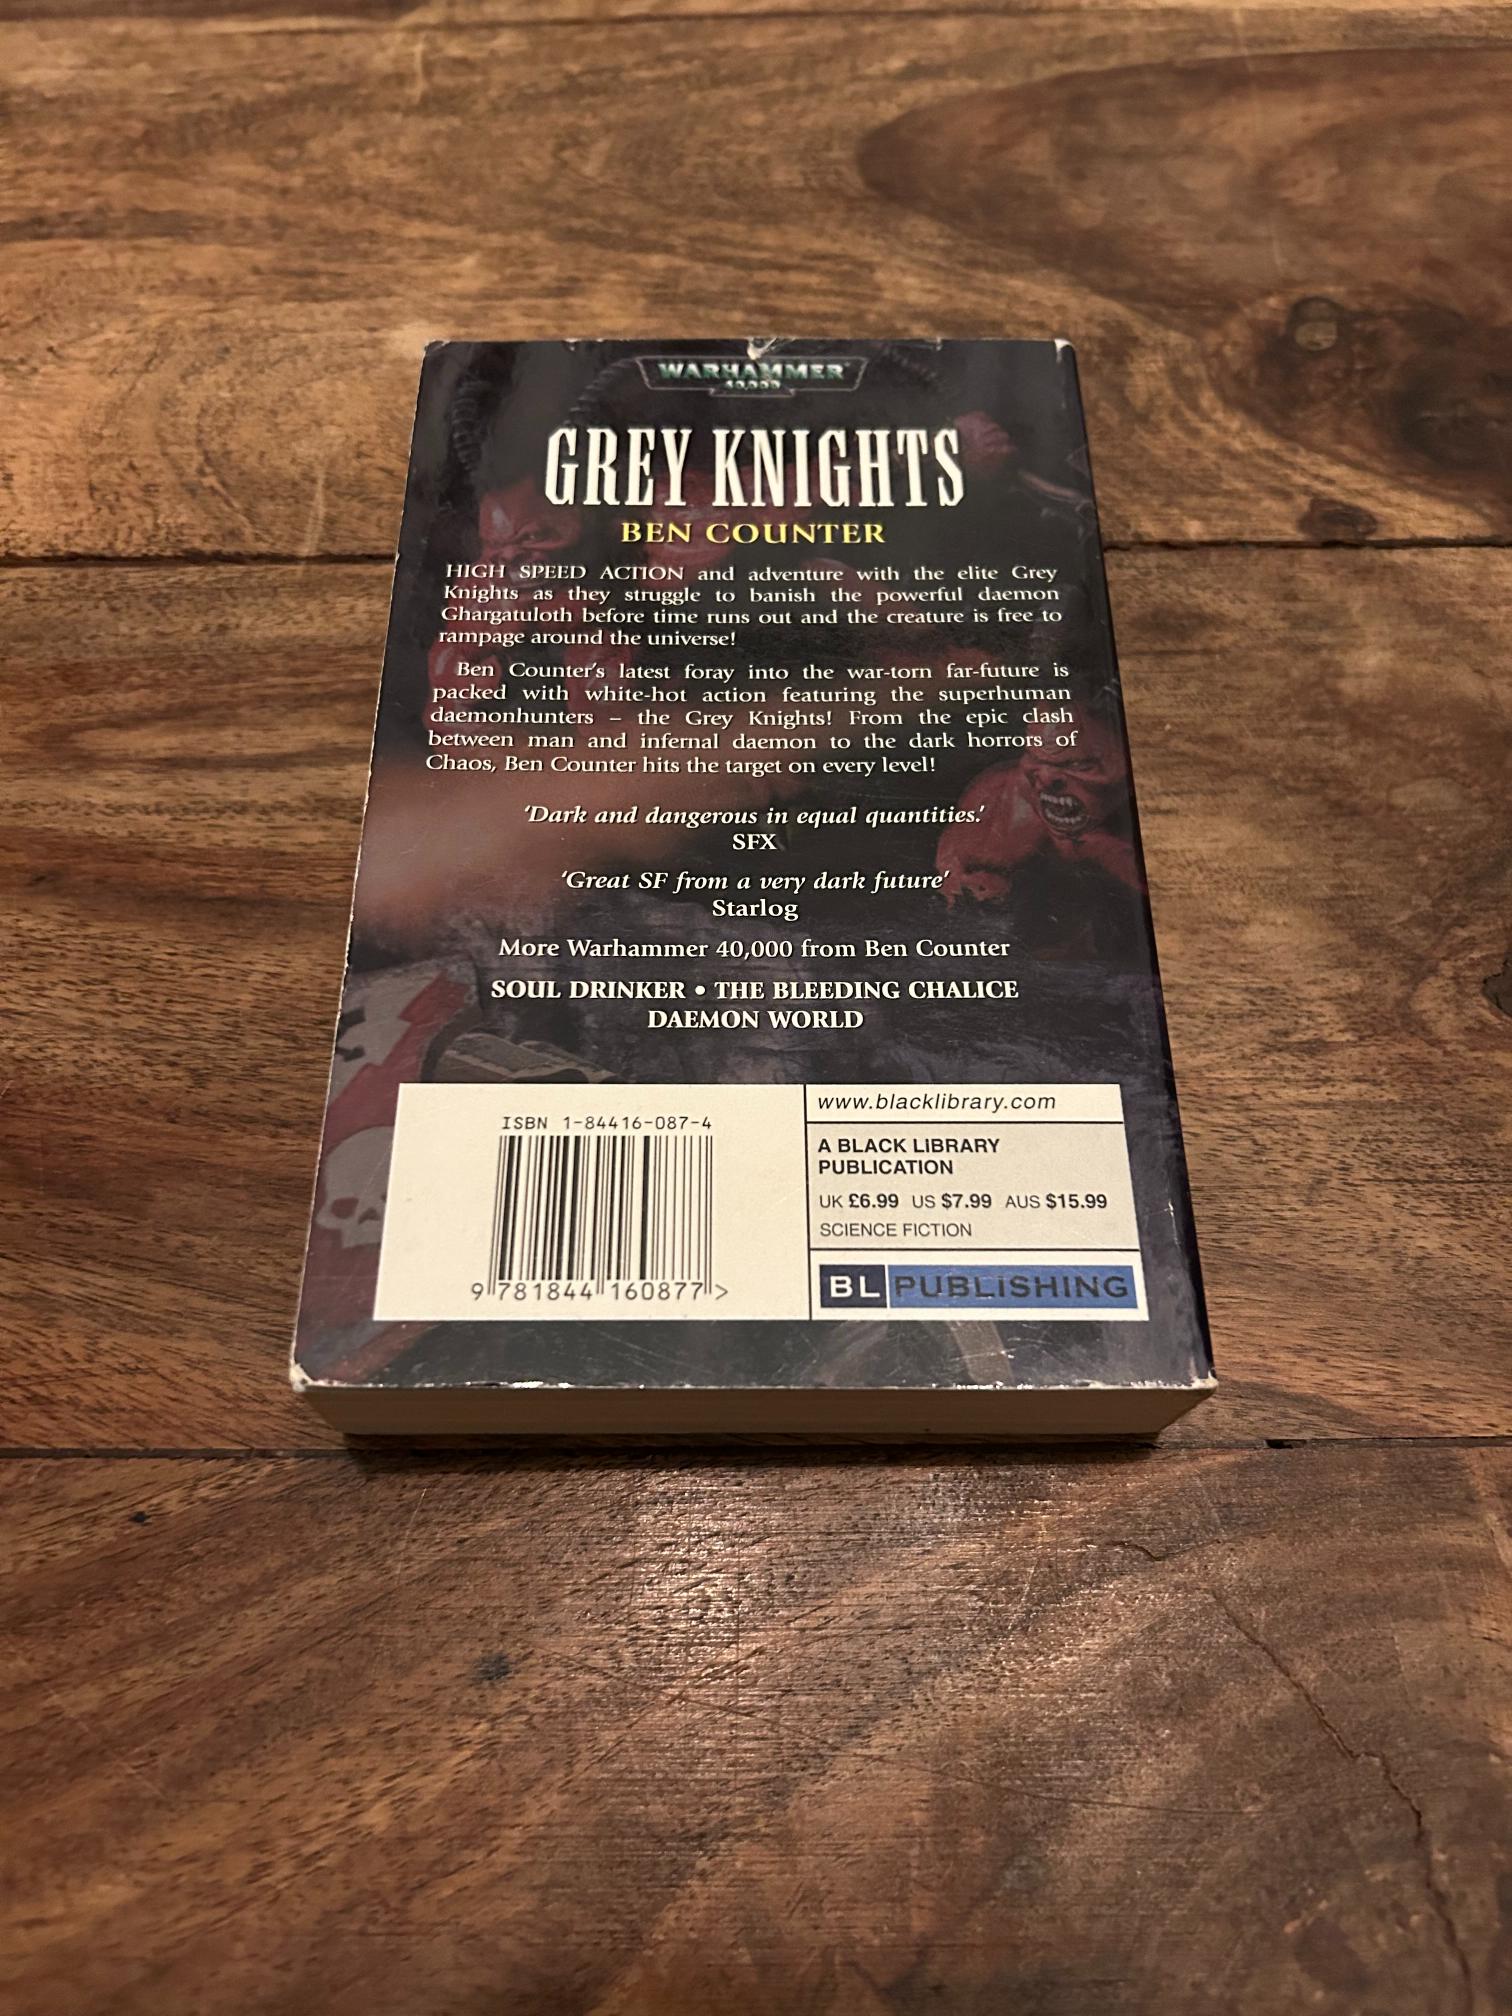 WARHAMMER
40,000
GREY KNIGHTS
BEN COUNTER
HIGH SPEED ACTION and adventure with the elite Grey
Knights as they struggle to banish the powerful daemon
Ghargatuloth before time runs out and the creature is free to
rampage around the universe!
Ben Counter's latest foray into the war-torn far-future is
packed with white-hot action featuring the superhuman
daemonhunters – the Grey Knights! From the epic clash
between man and infernal daemon to the dark horrors of
Chaos, Ben Counter hits the target on every level!
'Dark and dangerous in equal quantities.'
SFX
'Great SF from a very dark future'
Starlog
More Warhammer 40,000 from Ben Counter
SOUL DRINKER • THE BLEEDING CHALICE
DAEMON WORLD
ISBN 1-84416-087-4
9 781844 160877 >
www.blacklibrary.com
A BLACK LIBRARY
PUBLICATION
UK £6.99 US $7.99 AUS $15.99
SCIENCE FICTION
BL PUBLISHING